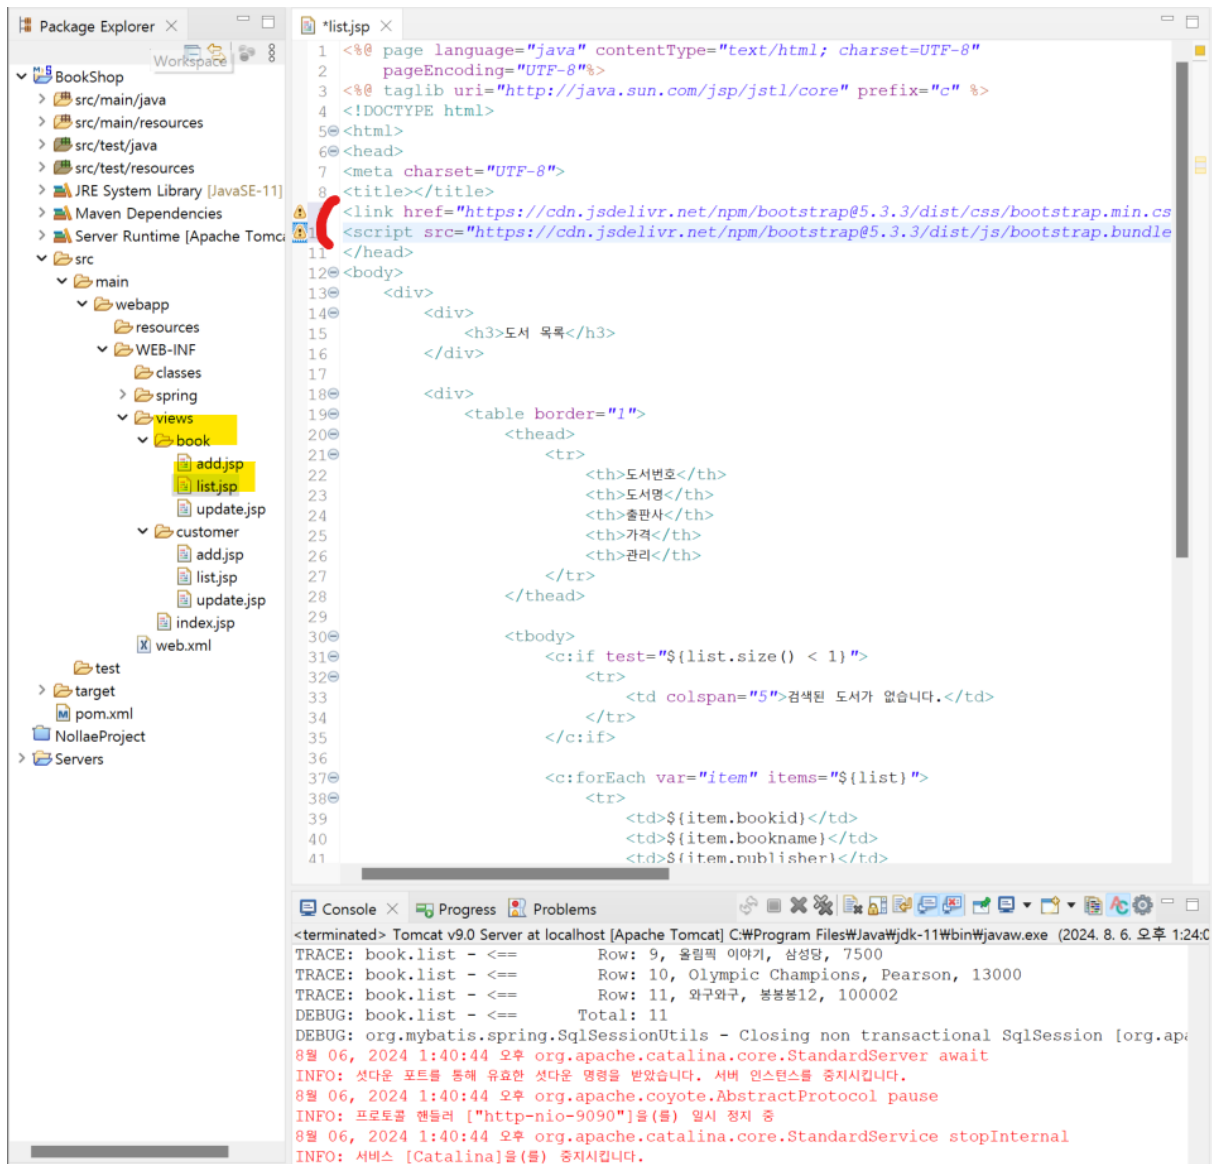 Package Explorer
Workspace
BookShop
src/main/java
src/main/resources
src/test/java
src/test/resources
JRE System Library [JavaSE-11]
Maven Dependencies
Server Runtime [Apache Tomca
src
main
webapp
resources
WEB-INF
classes
spring
views
book
add.jsp
list.jsp
update.jsp
customer
add.jsp
list.jsp
update.jsp
index.jsp
web.xml
test
target
pom.xml
NollaeProject
Servers
*list.jsp
1 <%@ page language="java" contentType="text/html; charset=UTF-8"
2 pageEncoding="UTF-8"%>
3 <%@ taglib uri="http://java.sun.com/jsp/jstl/core" prefix="c" %>
4 <!DOCTYPE html>
5 <html>
6 <head>
7 <meta charset="UTF-8">
8 <title></title>
<link href="https://cdn.jsdelivr.net/npm/bootstrap@5.3.3/dist/css/bootstrap.min.cs
<script src="https://cdn.jsdelivr.net/npm/bootstrap@5.3.3/dist/js/bootstrap.bundle
11 </head>
12 <body>
13 <div>
14 <div>
15 <h3>도서 목록</h3>
16 </div>
17
18 <div>
19 <table border="1">
20 <thead>
21 <tr>
22 <th>도서번호</th>
23 <th>도서명</th>
24 <th>출판사</th>
25 <th>가격</th>
26 <th>관리</th>
27 </tr>
28 </thead>
29
30 <tbody>
31 <c:if test="${list.size() < 1}">
32 <tr>
33 <td colspan="5">검색된 도서가 없습니다.</td>
34 </tr>
35 </c:if>
36
37 <c:forEach var="item" items="${list}">
38 <tr>
39 <td>${item.bookid}</td>
40 <td>${item.bookname}</td>
41 <td>${item.publisher}</td>
Console Progress Problems
<terminated> Tomcat v9.0 Server at localhost [Apache Tomcat] C:₩Program Files₩Java₩jdk-11₩bin₩javaw.exe (2024. 8. 6. 오후 1:24:0
TRACE: book.list - <== Row: 9, 올림픽 이야기, 삼성당, 7500
TRACE: book.list - <== Row: 10, Olympic Champions, Pearson, 13000
TRACE: book.list - <== Row: 11, 와구와구, 봉봉봉12, 100002
DEBUG: book.list - <== Total: 11
DEBUG: org.mybatis.spring.SqlSessionUtils - Closing non transactional SqlSession [org.apa
8월 06, 2024 1:40:44 오후 org.apache.catalina.core.StandardServer await
INFO: 셧다운 포트를 통해 유효한 셧다운 명령을 받았습니다. 서버 인스턴스를 중지시킵니다.
8월 06, 2024 1:40:44 오후 org.apache.coyote.AbstractProtocol pause
INFO: 프로토콜 핸들러 ["http-nio-9090"]을(를) 일시 정지 중
8월 06, 2024 1:40:44 오후 org.apache.catalina.core.StandardService stopInternal
INFO: 서비스 [Catalina]을(를) 중지시킵니다.